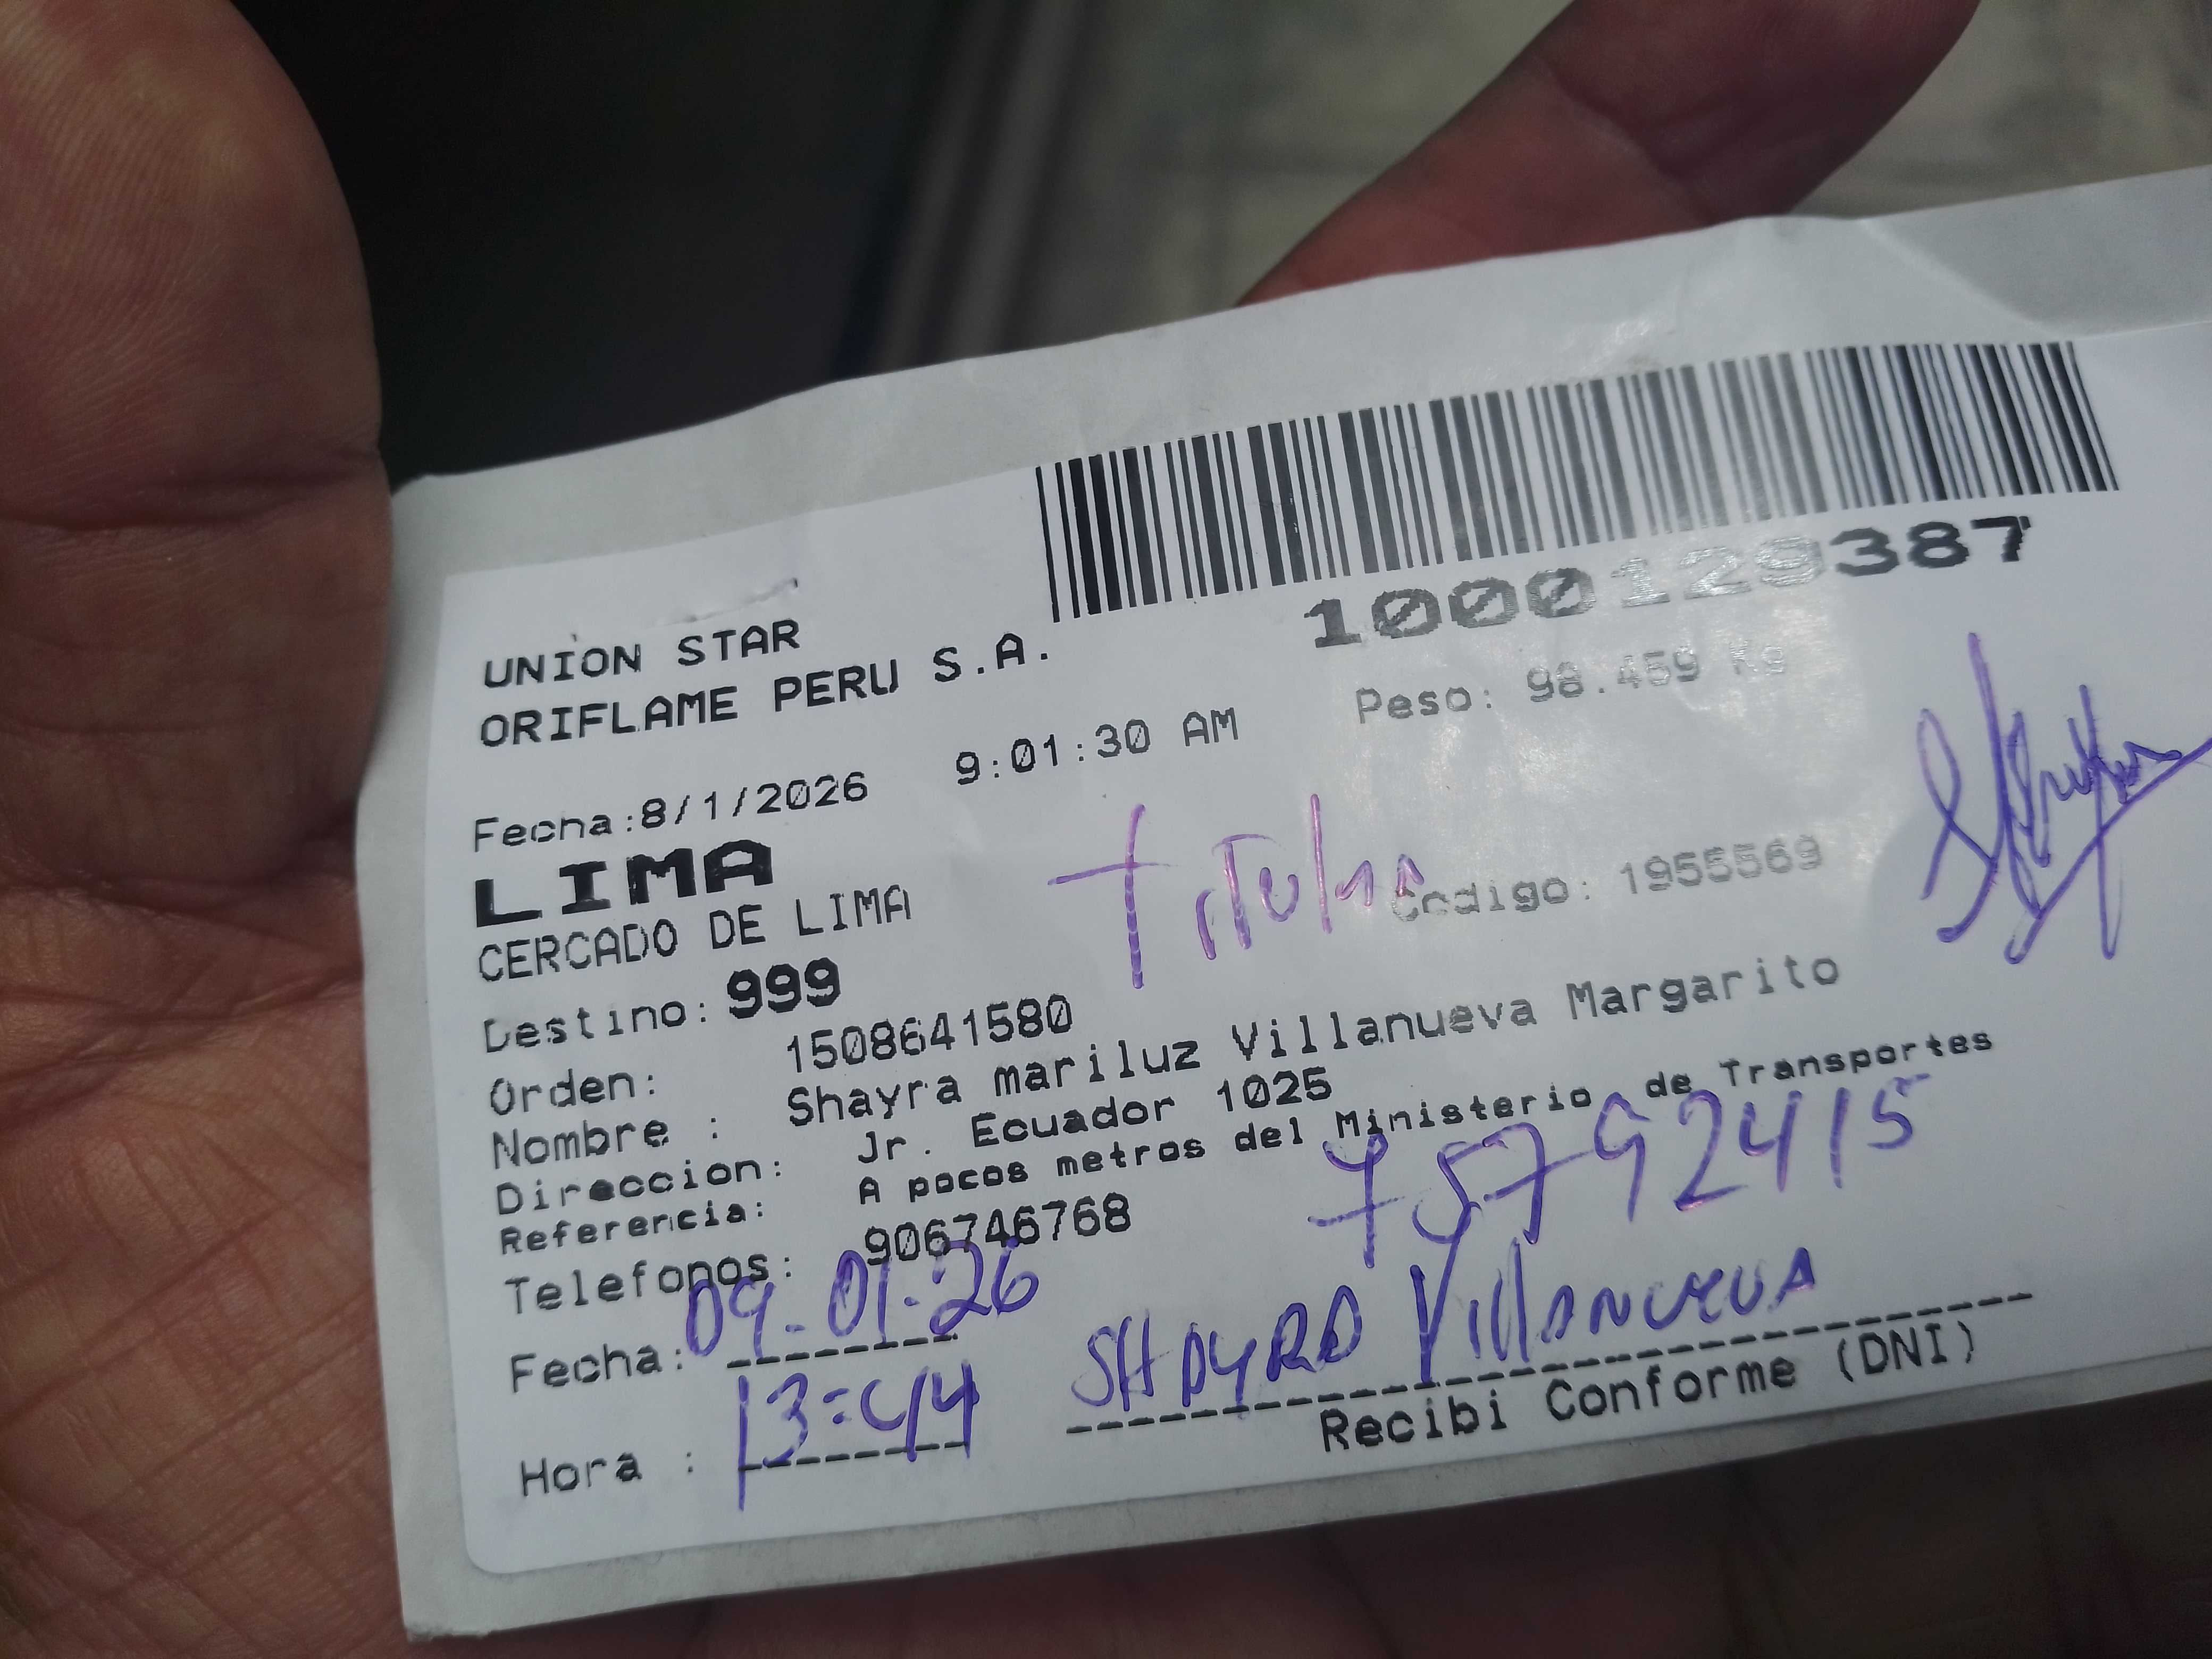 1000129387
UNION STAR
ORIFLAME PERU S.A.
Peso: 98.459 Kg
Fecha:8/1/2026 9:01:30 AM
LIMA
CERCADO DE LIMA
Titular
Codigo: 1955569
Destino: 999
Orden: 1508641580
Nombre : Shayra mariluz Villanueva Margarito
Direccion: Jr. Ecuador 1025
Referencia: A pocos metros del Ministerio de Transportes
Telefonos: 906746768
75792415
Fecha: 09-01-26
SHAYRA VillANUEVA
Hora : 13:44
Recibi Conforme (DNI)